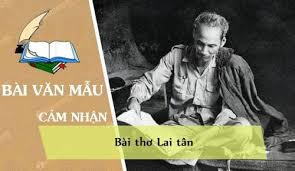 BÀI VĂN MẪU
CẢM NHẬN
Bài thơ Lai tân